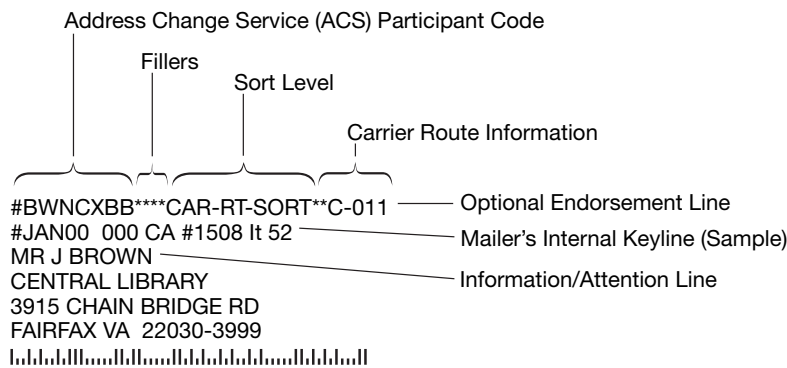 Address Change Service (ACS) Participant Code
Fillers
Sort Level
Carrier Route Information
#BWNCXBB****CAR-RT-SORT**C-011
Optional Endorsement Line
#JAN00  000 CA #1508 It 52
Mailer's Internal Keyline (Sample)
MR J BROWN
Information/Attention Line
CENTRAL LIBRARY
3915 CHAIN BRIDGE RD
FAIRFAX VA  22030-3999